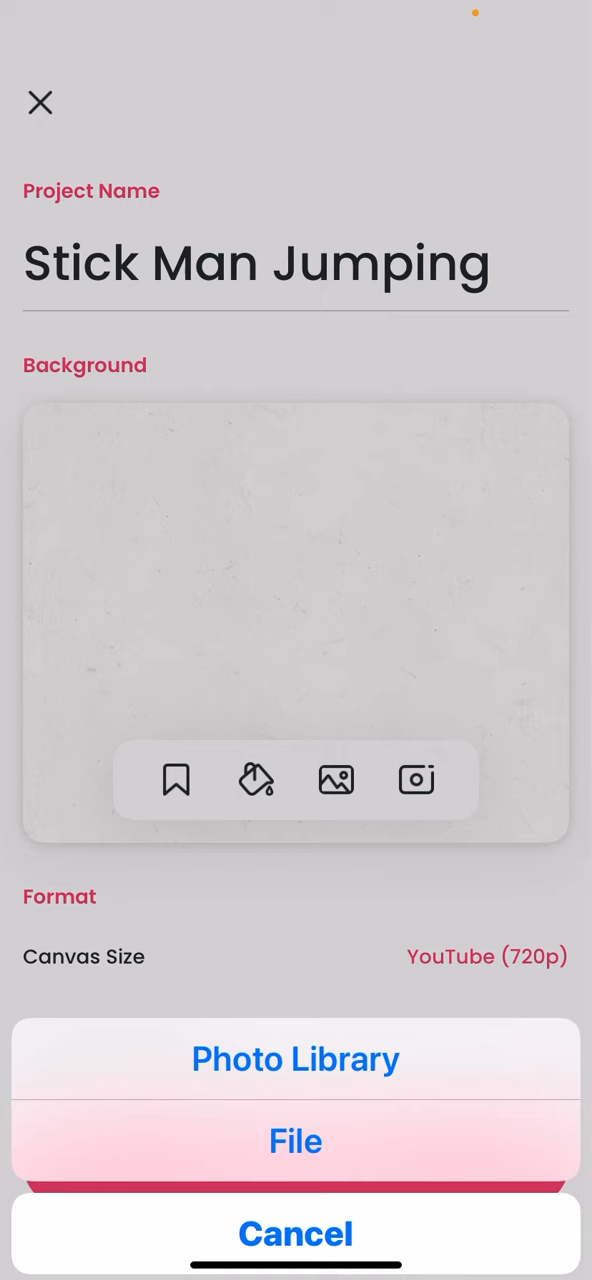 Project Name
Stick Man Jumping
Background
Format
Canvas Size YouTube (720p)
Photo Library
File
Cancel